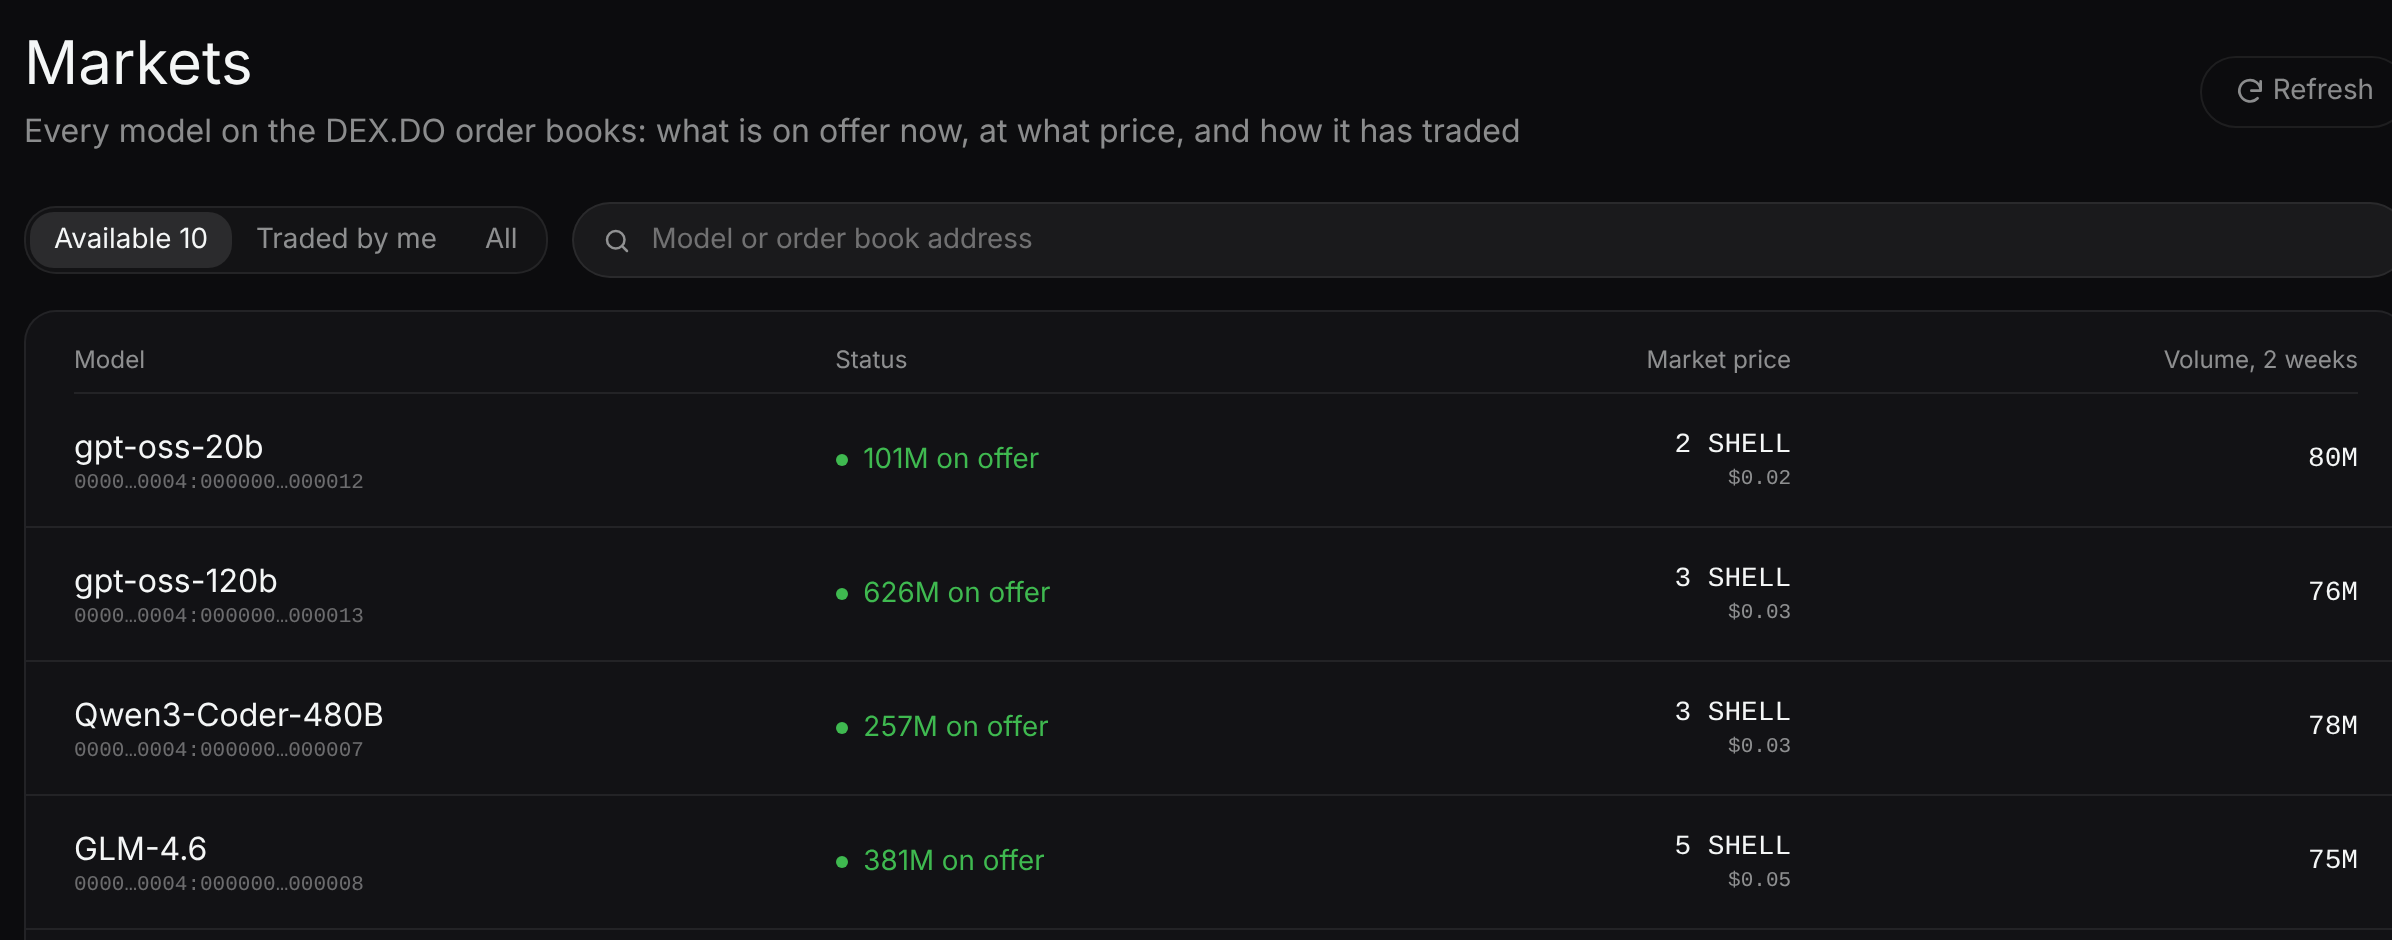 Markets
Refresh
Every model on the DEX.DO order books: what is on offer now, at what price, and how it has traded
Available 10 Traded by me All Model or order book address
Model Status Market price Volume, 2 weeks
gpt-oss-20b 101M on offer 2 SHELL 80M
0000…0004:000000…000012 $0.02
gpt-oss-120b 626M on offer 3 SHELL 76M
0000…0004:000000…000013 $0.03
Qwen3-Coder-480B 257M on offer 3 SHELL 78M
0000…0004:000000…000007 $0.03
GLM-4.6 381M on offer 5 SHELL 75M
0000…0004:000000…000008 $0.05